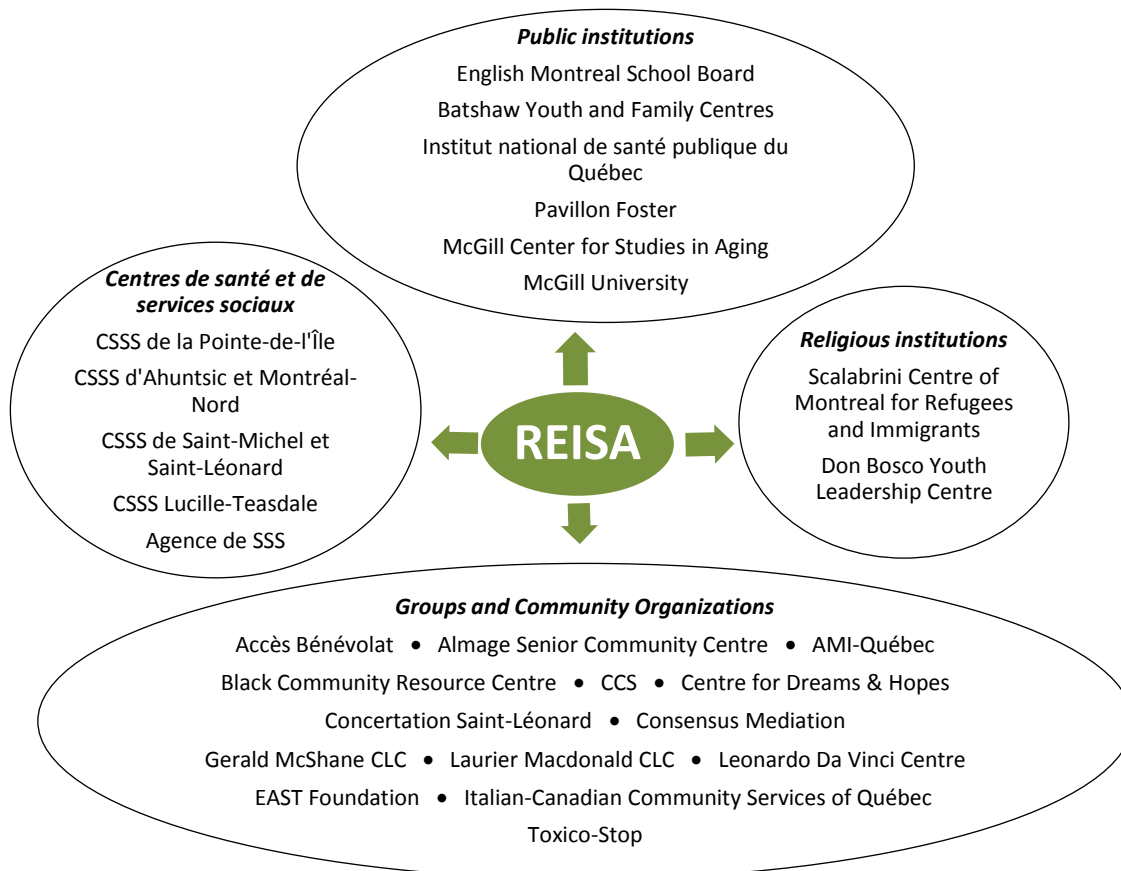 Public institutions
English Montreal School Board
Batshaw Youth and Family Centres
Institut national de santé publique du
Québec
Pavillon Foster
McGill Center for Studies in Aging
McGill University
Centres de santé et de
services sociaux
CSSS de la Pointe-de-l'Île
CSSS d'Ahuntsic et Montréal-
Nord
CSSS de Saint-Michel et
Saint-Léonard
CSSS Lucille-Teasdale
Agence de SSS
REISA
Religious institutions
Scalabrini Centre of
Montreal for Refugees
and Immigrants
Don Bosco Youth
Leadership Centre
Groups and Community Organizations
Accès Bénévolat • Almage Senior Community Centre • AMI-Québec
Black Community Resource Centre • CCS • Centre for Dreams & Hopes
Concertation Saint-Léonard • Consensus Mediation
Gerald McShane CLC • Laurier Macdonald CLC • Leonardo Da Vinci Centre
EAST Foundation • Italian-Canadian Community Services of Québec
Toxico-Stop